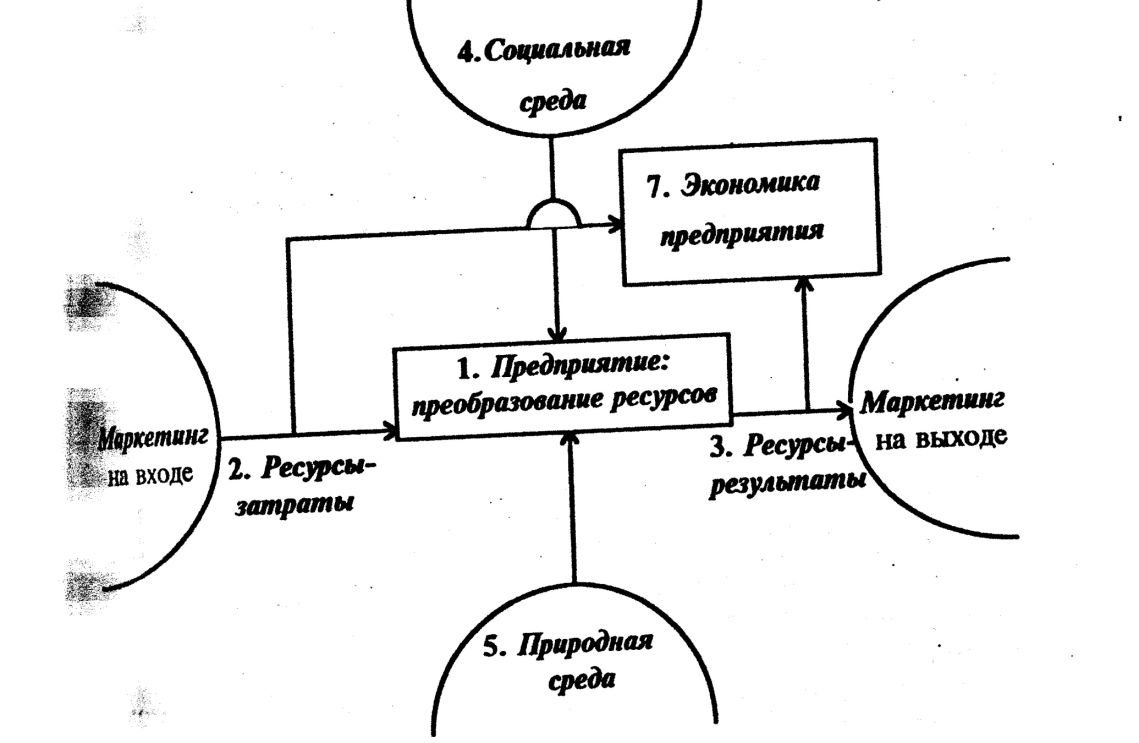 4. Социальная
среда
7. Экономика
предприятия
1. Предприятие:
преобразование ресурсов
Маркетинг
на входе
2. Ресурсы-
затраты
3. Ресурсы-
результаты
Маркетинг
на выходе
5. Природная
среда